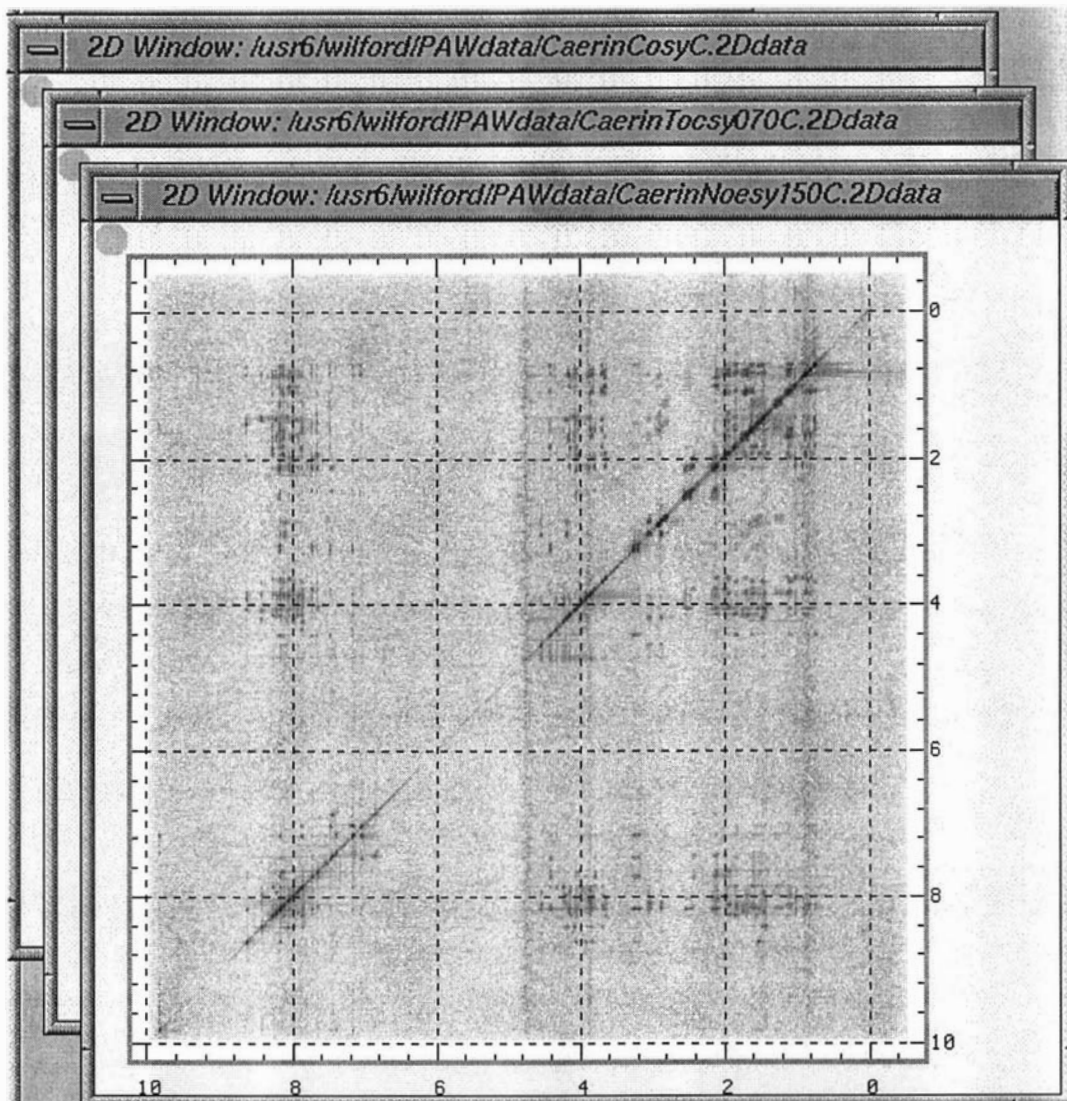 2D Window: /usr6/wilford/PAWdata/CaerinCosyC.2Ddata
2D Window: /usr6/wilford/PAWdata/CaerinTocsy070C.2Ddata
2D Window: /usr6/wilford/PAWdata/CaerinNoesy150C.2Ddata
0
2
4
6
8
10
10 8 6 4 2 0